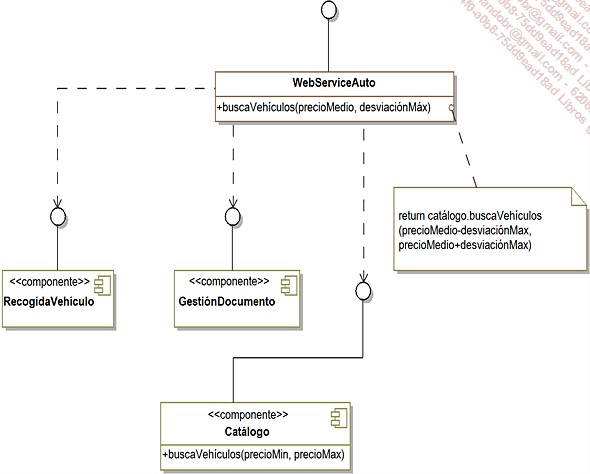 WebServiceAuto
+buscaVehículos(precioMedio, desviaciónMáx)
return catálogo.buscaVehículos
(precioMedio-desviaciónMax,
precioMedio+desviaciónMax)
<<componente>>
RecogidaVehículo
<<componente>>
GestiónDocumento
<<componente>>
Catálogo
+buscaVehículos(precioMin, precioMax)